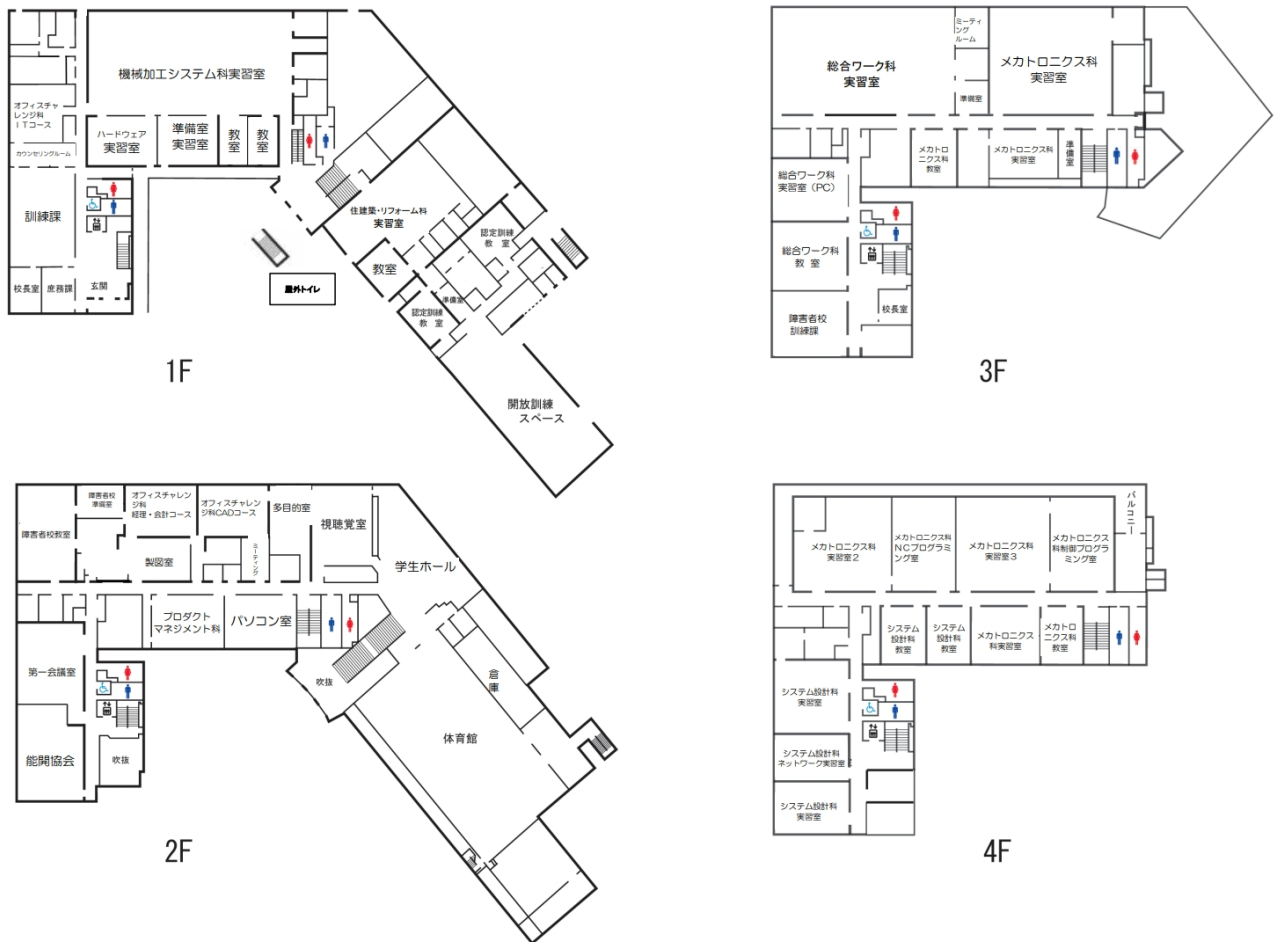 機械加工システム科実習室
オフィスチャ
レンジ科
ITコース
カウンセリングルーム
ハードウェア
実習室
準備室
実習室
教室
教室
訓練課
校長室
庶務課
玄関
屋外トイレ
住建築・リフォーム科
実習室
教室
認定訓練
教 室
準備室
認定訓練
教 室
開放訓練
スペース
1F
総合ワーク科
実習室
ミーティ
ング
ルーム
準備室
メカトロニクス科
実習室
総合ワーク科
実習室(PC)
メカトロ
ニクス科
教室
メカトロニクス科
実習室
準備室
総合ワーク科
教 室
障害者校
訓練課
校長室
3F
障害者校教室
障害者校
準備室
オフィスチャレン
ジ科
経理・会計コース
オフィスチャレン
ジ科CADコース
多目的室
視聴覚室
製図室
ミーティング
学生ホール
プロダクト
マネジメント科
パソコン室
第一会議室
能開協会
吹抜
吹抜
倉庫
体育館
2F
バルコニー
メカトロニクス科
実習室2
メカトロニクス科
NCプログラミ
ング室
メカトロニクス科
実習室3
メカトロニク
ス科制御プログラ
ミング室
システム
設計科
教室
システム
設計科
教室
メカトロニクス
科実習室
メカトロ
ニクス科
教室
システム設計科
実習室
システム設計科
ネットワーク実習室
システム設計科
実習室
4F